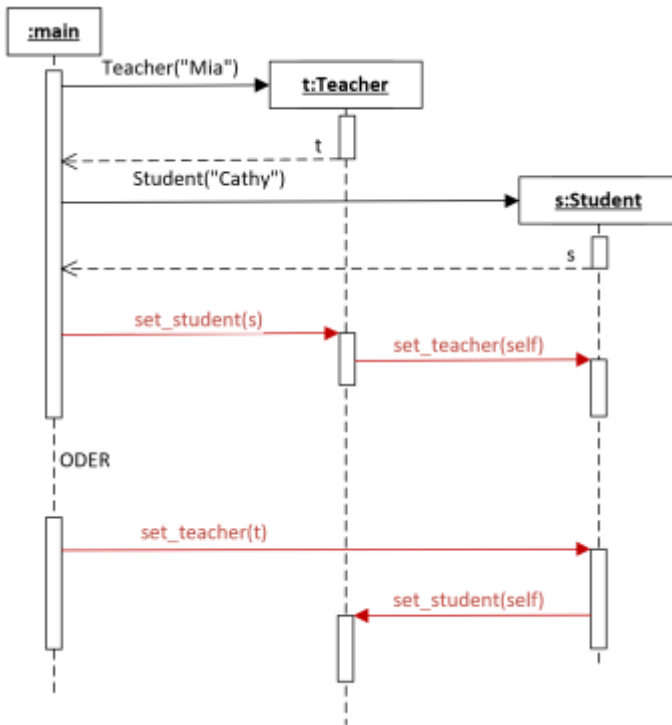 :main
Teacher("Mia")
t:Teacher
t
Student("Cathy")
s:Student
s
set_student(s)
set_teacher(self)
ODER
set_teacher(t)
set_student(self)